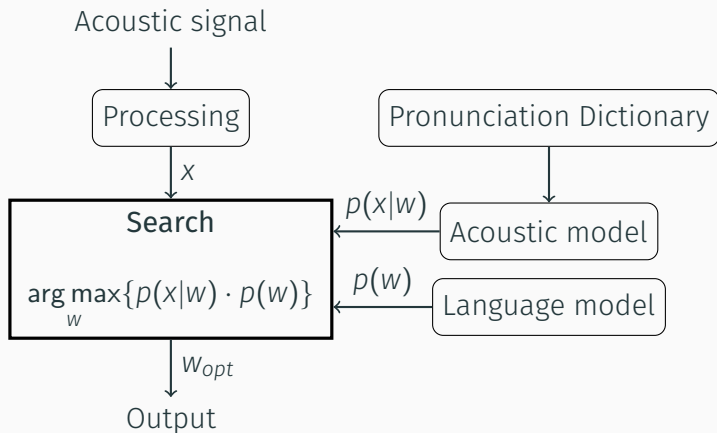 Acoustic signal
Processing
Pronunciation Dictionary
x
Search
p(x|w)
Acoustic model
arg max{p(x|w) · p(w)}
w
p(w)
Language model
w_opt
Output